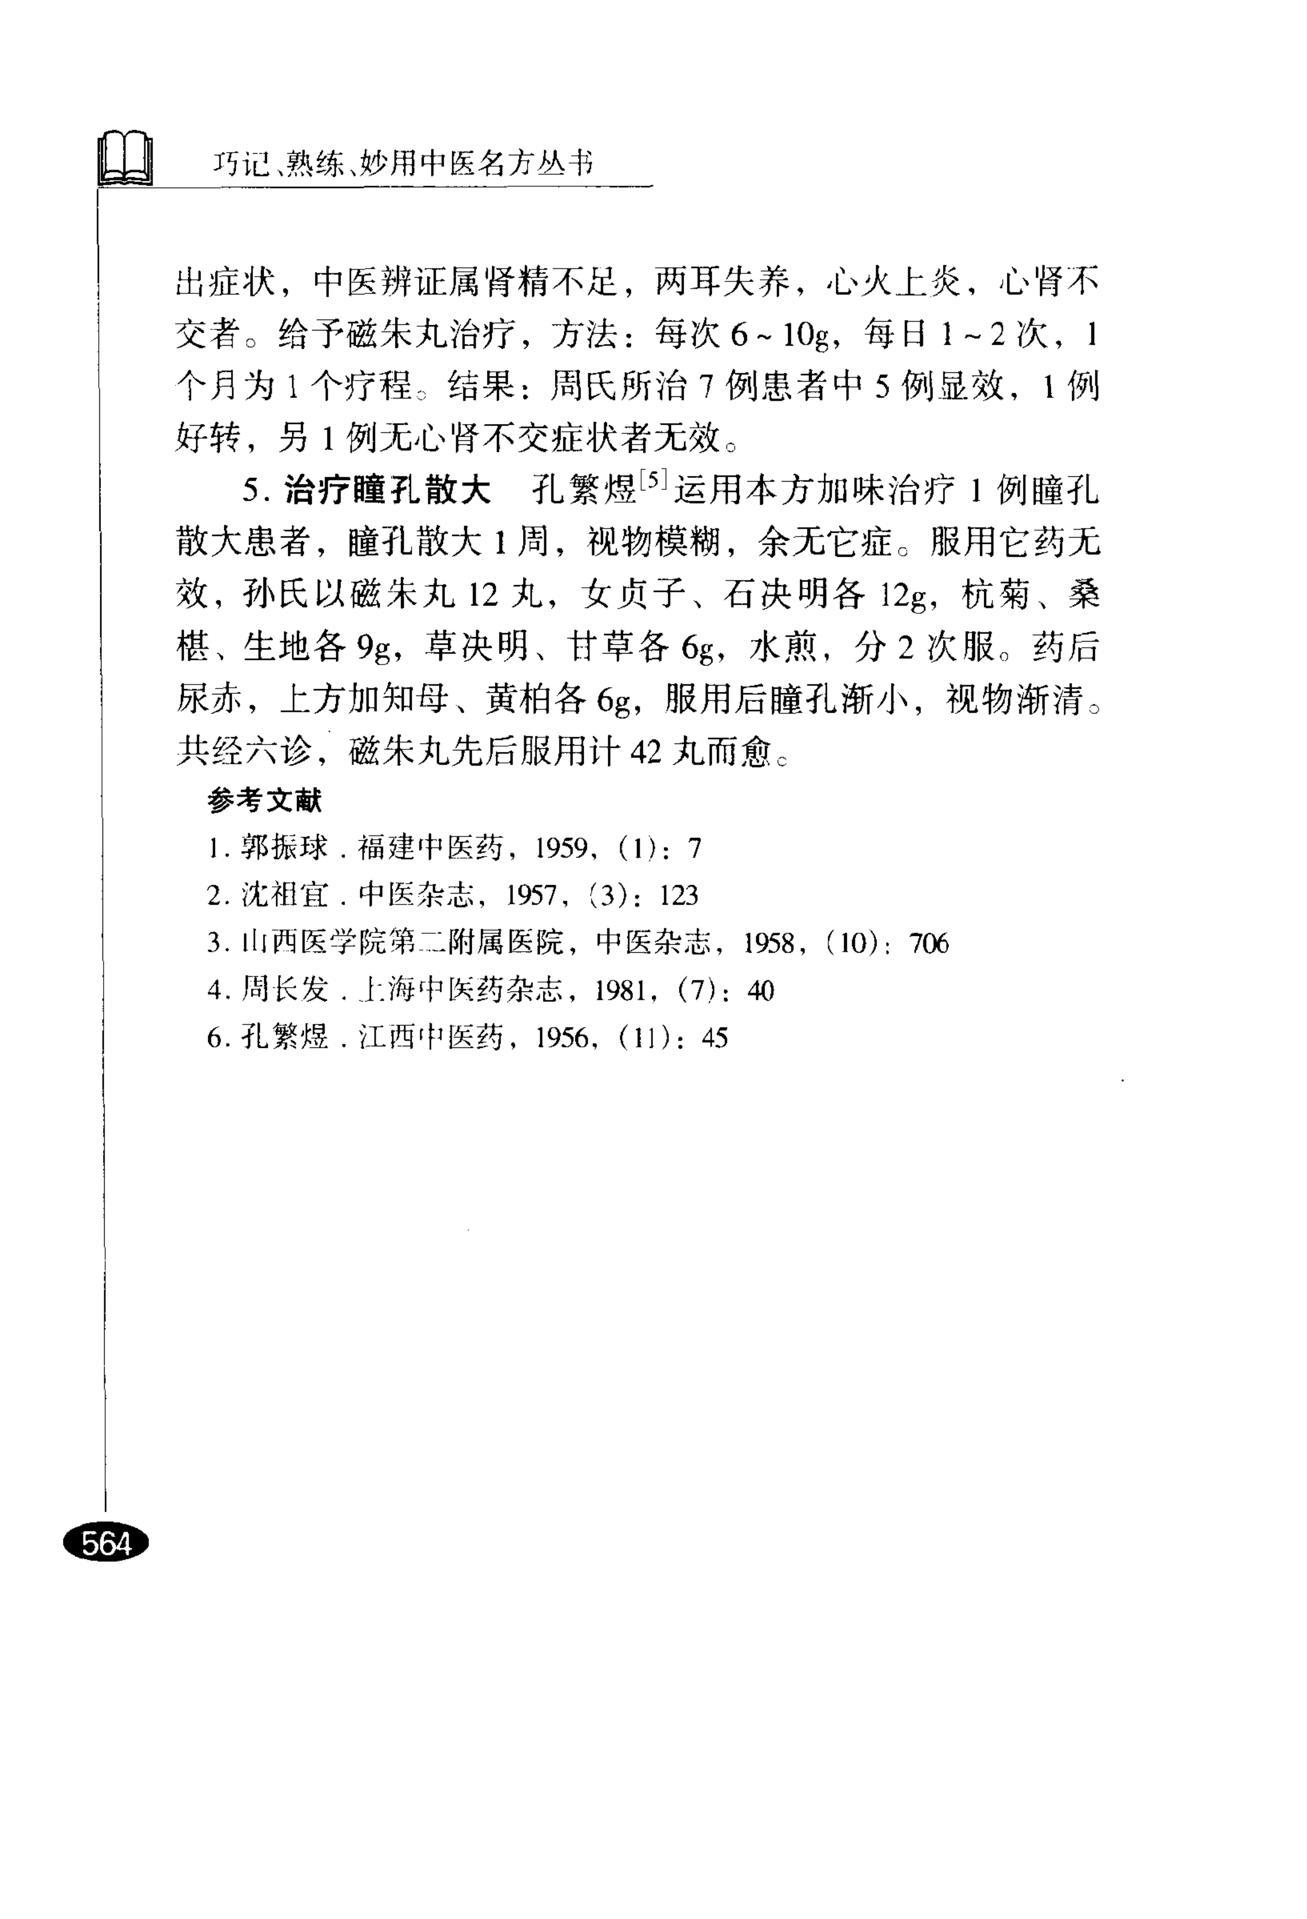 巧记、熟练、妙用中医名方丛书
出症状，中医辨证属肾精不足，两耳失养，心火上炎，心肾不
交者。给予磁朱丸治疗，方法：每次 6～10g，每日 1～2 次，1
个月为 1 个疗程。结果：周氏所治 7 例患者中 5 例显效，1 例
好转，另 1 例无心肾不交症状者无效。
5. 治疗瞳孔散大　孔繁煜[5]运用本方加味治疗 1 例瞳孔
散大患者，瞳孔散大 1 周，视物模糊，余无它症。服用它药无
效，孙氏以磁朱丸 12 丸，女贞子、石决明各 12g，杭菊、桑
椹、生地各 9g，草决明、甘草各 6g，水煎，分 2 次服。药后
尿赤，上方加知母、黄柏各 6g，服用后瞳孔渐小，视物渐清。
共经六诊，磁朱丸先后服用计 42 丸而愈。
参考文献
1. 郭振球．福建中医药，1959，（1）：7
2. 沈祖宜．中医杂志，1957，（3）：123
3. 山西医学院第二附属医院，中医杂志，1958，（10）：706
4. 周长发．上海中医药杂志，1981，（7）：40
6. 孔繁煜．江西中医药，1956，（11）：45
564